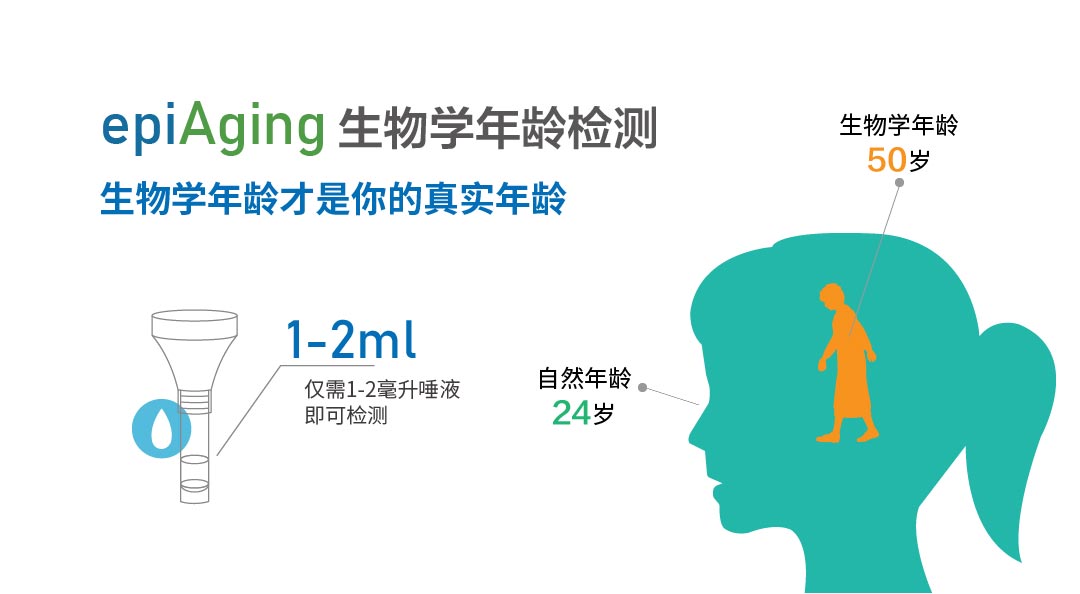 epiAging 生物学年龄检测
生物学年龄才是你的真实年龄
1-2ml
仅需1-2毫升唾液
即可检测
生物学年龄
50岁
自然年龄
24岁